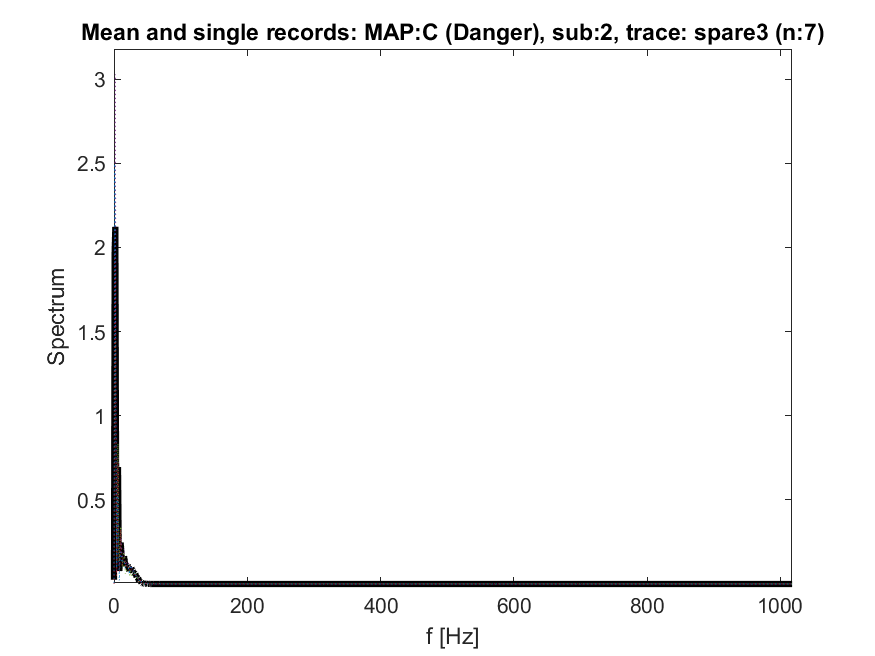 Mean and single records: MAP:C (Danger), sub:2, trace: spare3 (n:7)
3
2.5
2
1.5
1
0.5
Spectrum
0 200 400 600 800 1000
f [Hz]